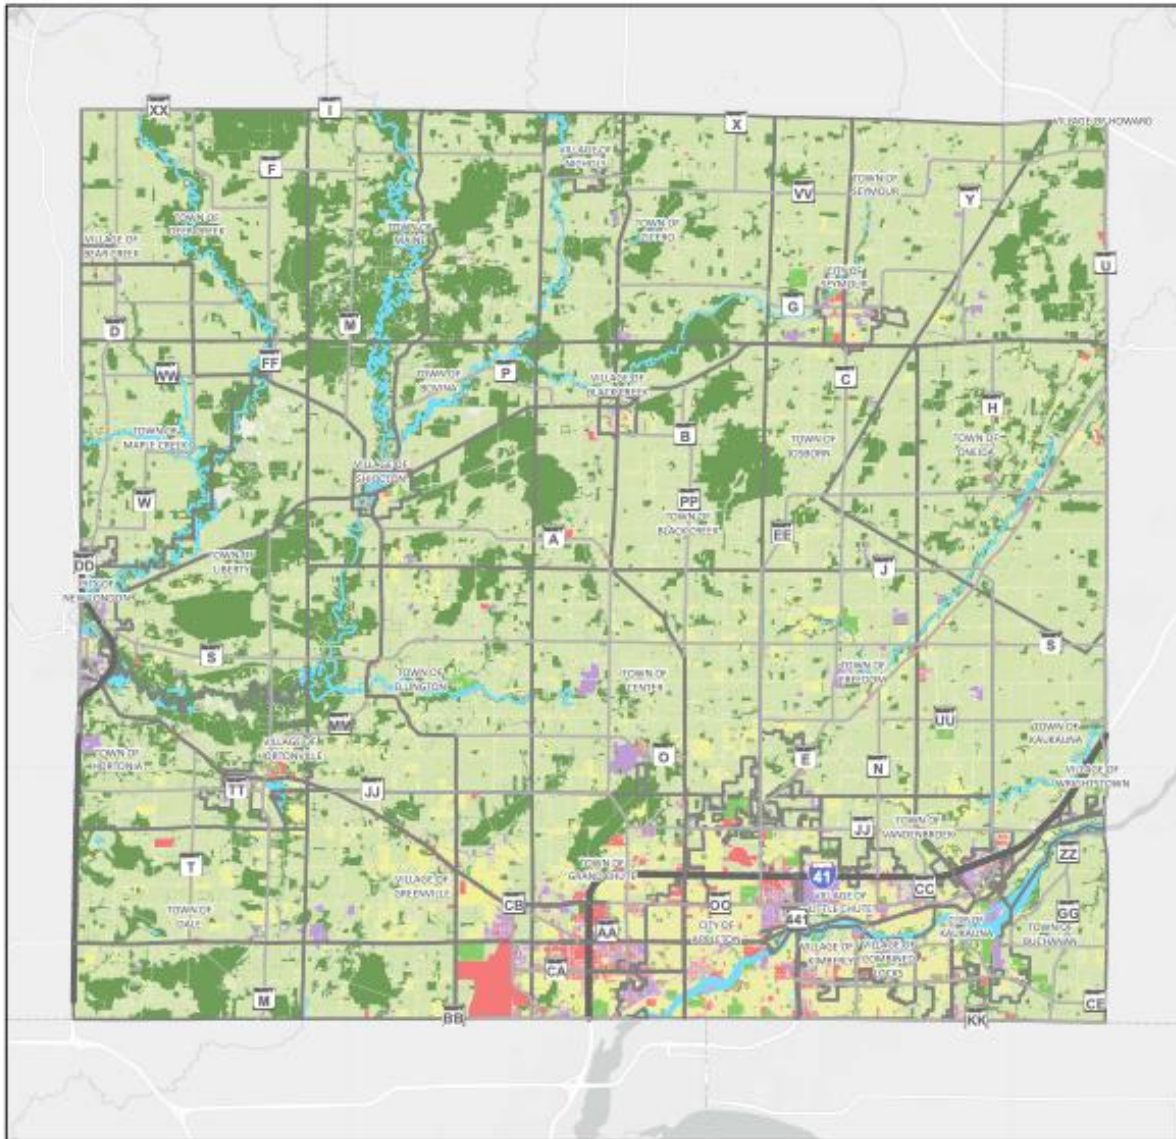 XX
I
X
VILLAGE OF HOWARD
VILLAGE OF
NICHOLS
F
TOWN OF
SEYMOUR
VV
Y
TOWN OF
DEER CREEK
TOWN OF
MAINE
TOWN OF
CICERO
VILLAGE OF
BEAR CREEK
U
CITY OF
SEYMOUR
G
D
M
FF
WW
P
TOWN OF
BOVINA
VILLAGE OF
BLACK CREEK
C
H
TOWN OF
MAPLE CREEK
B
TOWN OF
OSBORN
TOWN OF
ONEIDA
VILLAGE OF
SHIOCTON
W
PP
TOWN OF
BLACK CREEK
A
EE
TOWN OF
LIBERTY
DD
J
CITY OF
NEW LONDON
S
S
TOWN OF
ELLINGTON
TOWN OF
CENTER
TOWN OF
FREEDOM
MM
UU
TOWN OF
HORTONIA
VILLAGE OF
HORTONVILLE
TOWN OF
KAUKAUNA
O
E
N
VILLAGE OF
WRIGHTSTOWN
TT
JJ
TOWN OF
VANDENBROEK
JJ
ZZ
T
TOWN OF
GRAND CHUTE
41
VILLAGE OF
GREENVILLE
CC
VILLAGE OF
LITTLE CHUTE
CB
OO
TOWN OF
DALE
441
GG
AA
CITY OF
APPLETON
CITY OF
KAUKAUNA
TOWN OF
BUCHANAN
VILLAGE OF
KIMBERLY
VILLAGE OF
COMBINED
LOCKS
CA
M
CE
BB
KK